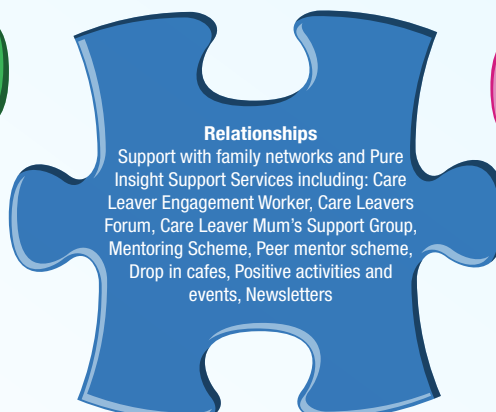 Relationships
Support with family networks and Pure
Insight Support Services including: Care
Leaver Engagement Worker, Care Leavers
Forum, Care Leaver Mum's Support Group,
Mentoring Scheme, Peer mentor scheme,
Drop in cafes, Positive activities and
events, Newsletters